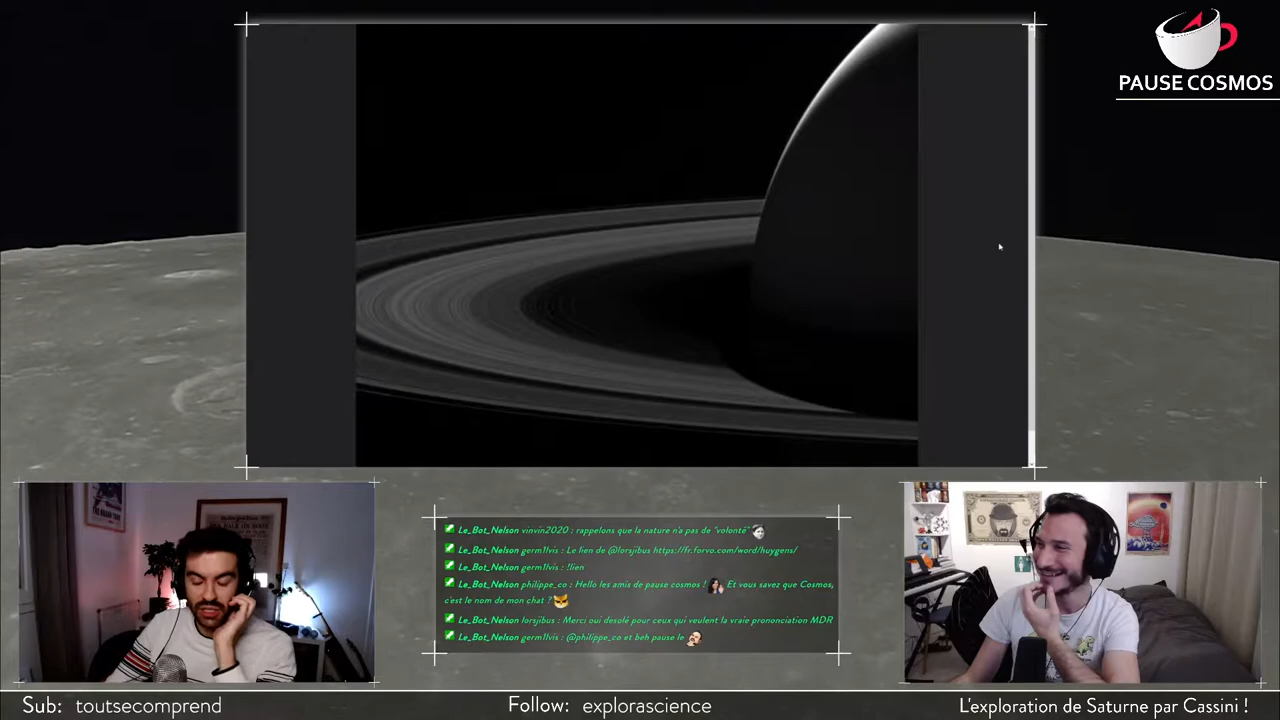 PAUSE COSMOS
Le_Bot_Nelson vinvin2020 : rappelons que la nature n'a pas de "volonté"
Le_Bot_Nelson germ1lvis : Le lien de @lorsjibus https://fr.forvo.com/word/huygens/
Le_Bot_Nelson germ1lvis : !lien
Le_Bot_Nelson philippe_co : Hello les amis de pause cosmos ! Et vous savez que Cosmos,
c'est le nom de mon chat ?
Le_Bot_Nelson lorsjibus : Merci oui desolé pour ceux qui veulent la vraie prononciation MDR
Le_Bot_Nelson germ1lvis : @philippe_co et beh pause le
Sub: toutsecomprend
Follow: explorascience
L'exploration de Saturne par Cassini !